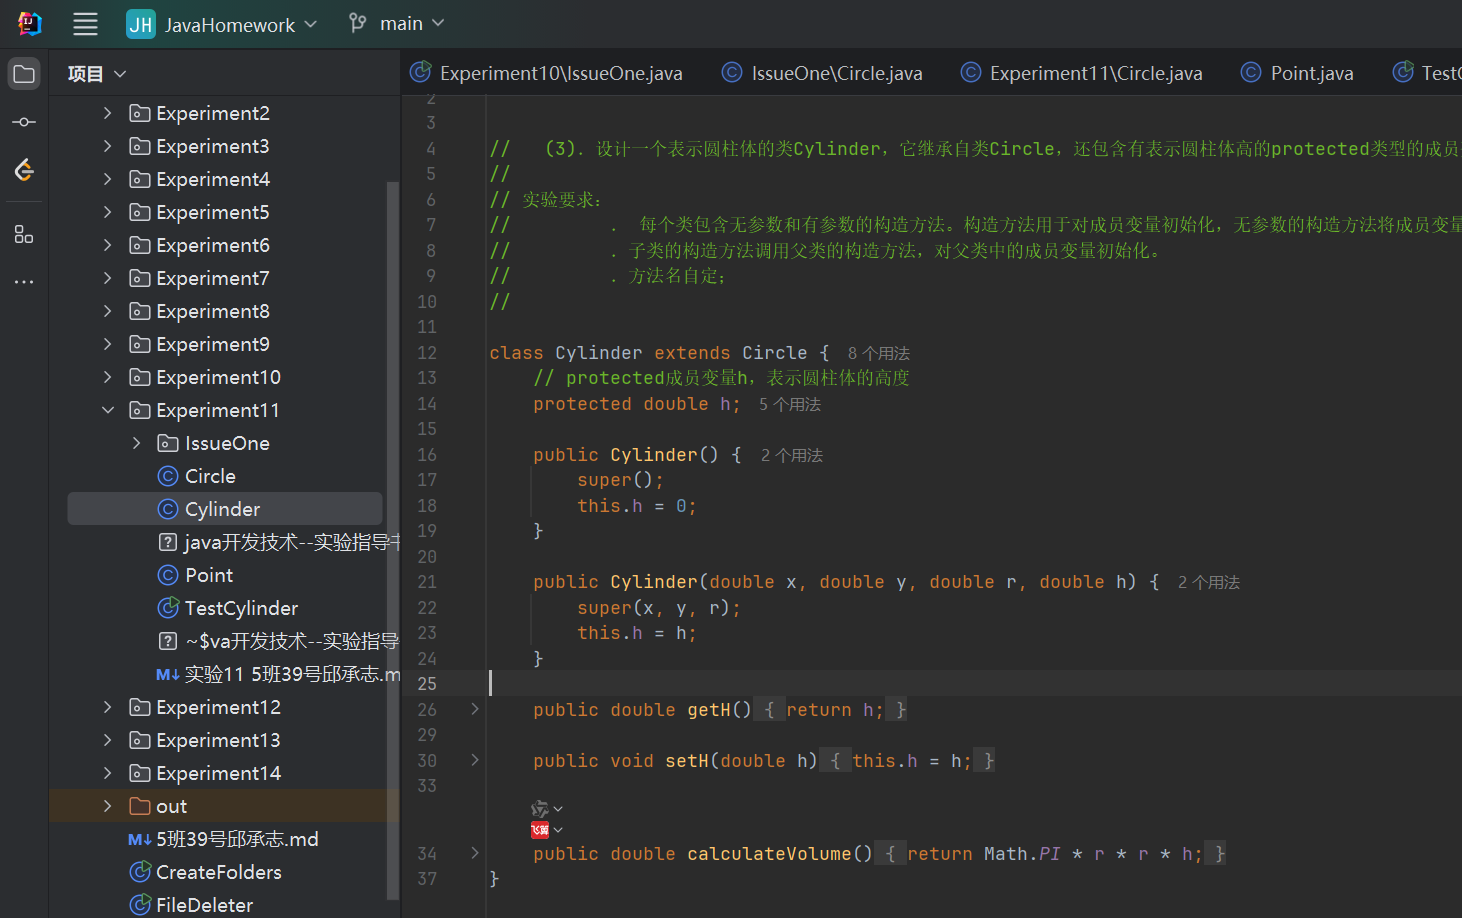 JH JavaHomework main
项目
Experiment2
Experiment3
Experiment4
Experiment5
Experiment6
Experiment7
Experiment8
Experiment9
Experiment10
Experiment11
IssueOne
Circle
Cylinder
java开发技术--实验指导书
Point
TestCylinder
~$va开发技术--实验指导
M↓ 实验11 5班39号邱承志.m
Experiment12
Experiment13
Experiment14
out
M↓ 5班39号邱承志.md
CreateFolders
FileDeleter
Experiment10\IssueOne.java IssueOne\Circle.java Experiment11\Circle.java Point.java Test
2
3
4 // (3). 设计一个表示圆柱体的类Cylinder，它继承自类Circle，还包含有表示圆柱体高的protected类型的成员
5 //
6 // 实验要求：
7 // . 每个类包含无参数和有参数的构造方法。构造方法用于对成员变量初始化，无参数的构造方法将成员变量
8 // . 子类的构造方法调用父类的构造方法，对父类中的成员变量初始化。
9 // . 方法名自定；
10 //
11
12 class Cylinder extends Circle { 8 个用法
13 // protected成员变量h，表示圆柱体的高度
14 protected double h; 5 个用法
15
16 public Cylinder() { 2 个用法
17 super();
18 this.h = 0;
19 }
20
21 public Cylinder(double x, double y, double r, double h) { 2 个用法
22 super(x, y, r);
23 this.h = h;
24 }
25
26 public double getH() { return h; }
29
30 public void setH(double h) { this.h = h; }
33
飞算
34 public double calculateVolume() { return Math.PI * r * r * h; }
37 }